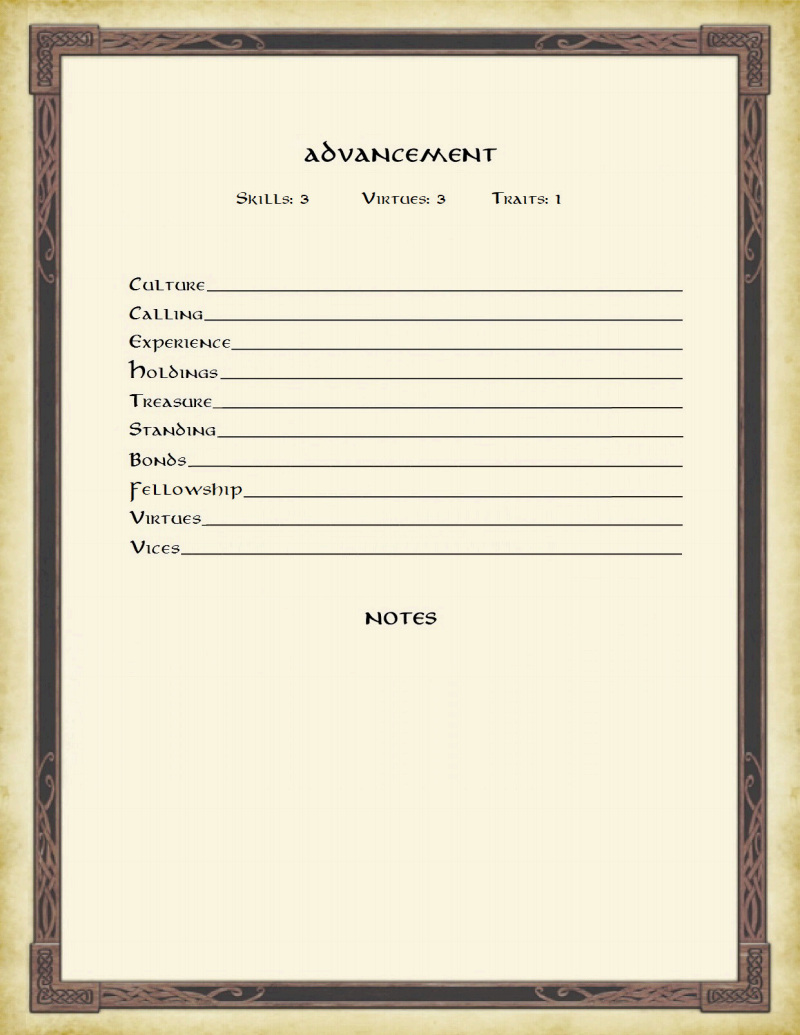 ADVANCEMENT
Skills: 3 Virtues: 3 Traits: 1
Culture
Calling
Experience
Holdings
Treasure
Standing
Bonds
Fellowship
Virtues
Vices
NOTES